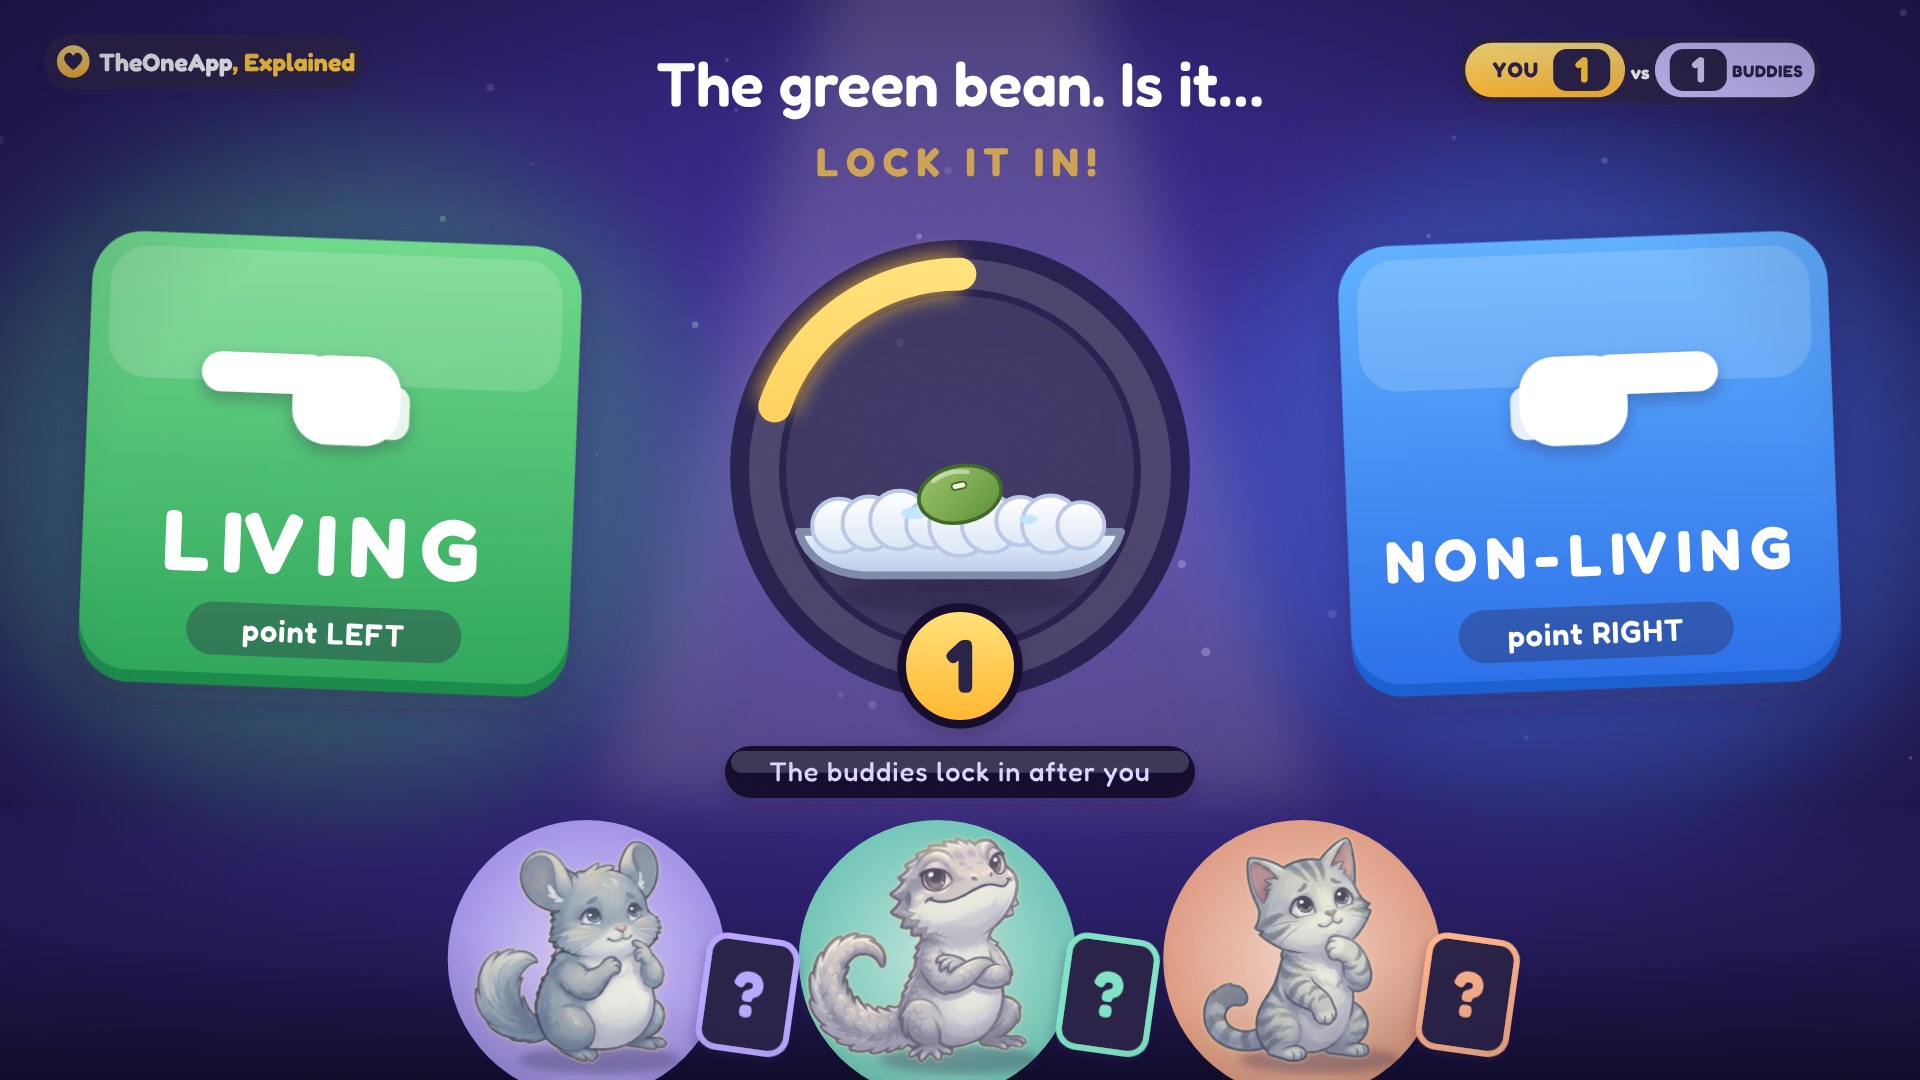 TheOneApp, Explained
The green bean. Is it...
LOCK IT IN!
YOU 1 vs 1 BUDDIES
LIVING
point LEFT
NON-LIVING
point RIGHT
1
The buddies lock in after you
? ? ?